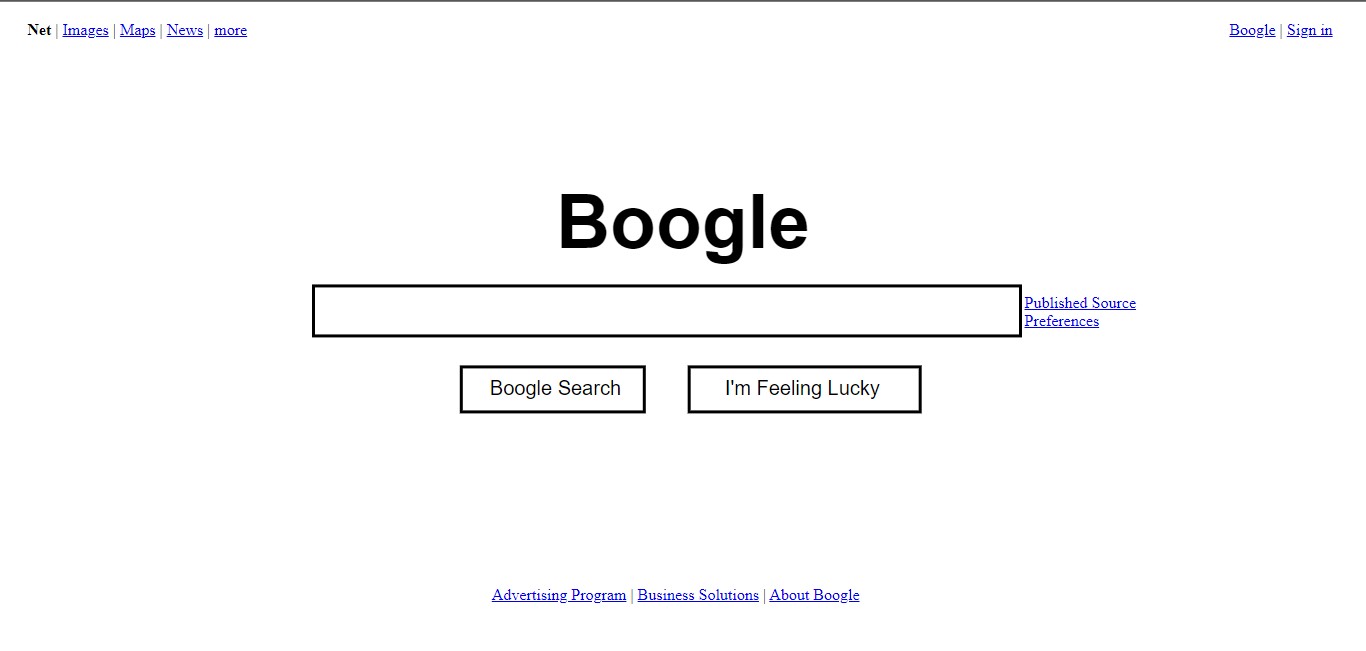 Net | Images | Maps | News | more
Boogle | Sign in
Boogle
Published Source
Preferences
Boogle Search
I'm Feeling Lucky
Advertising Program | Business Solutions | About Boogle